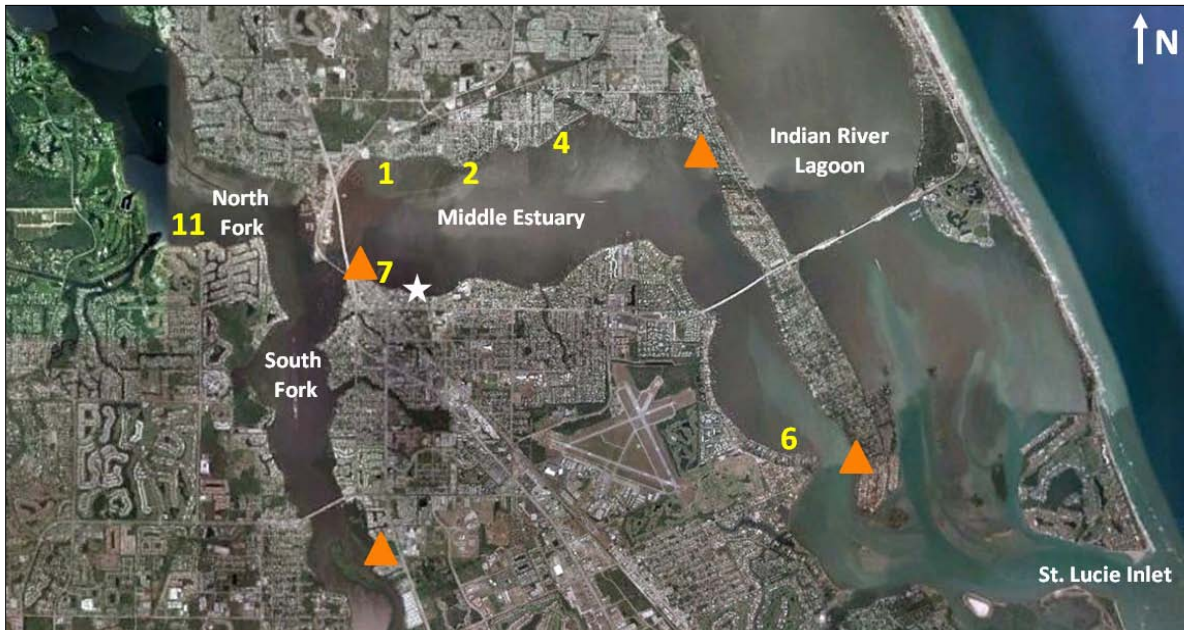 N
Indian River
Lagoon
4
1
2
North
Fork
11
Middle Estuary
7
South
Fork
6
St. Lucie Inlet